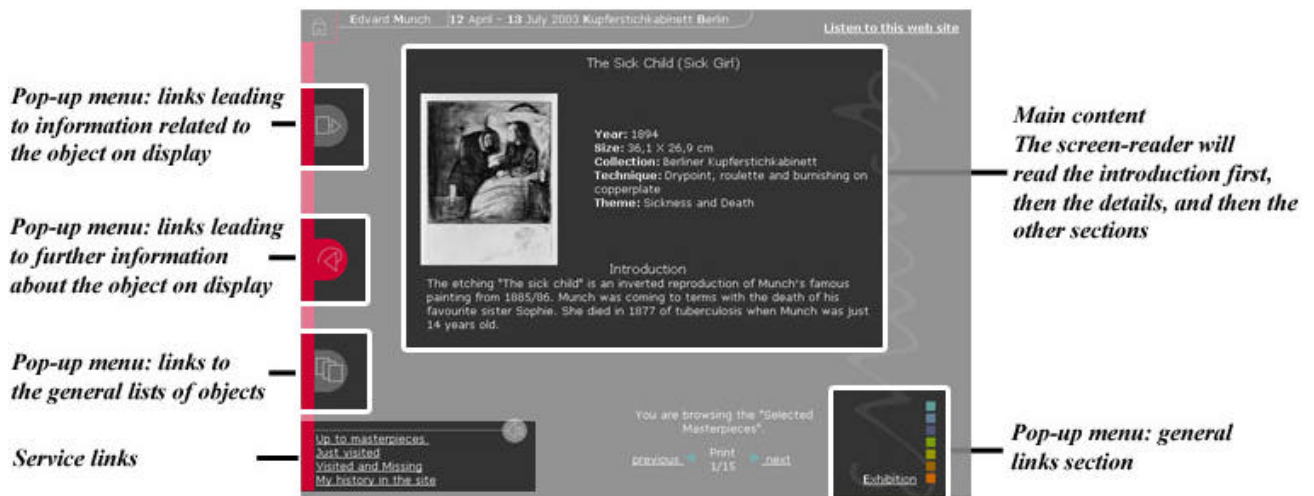 Edvard Munch 12 April - 13 July 2003 Kupferstichkabinett Berlin
Listen to this web site
Pop-up menu: links leading
to information related to
the object on display
Pop-up menu: links leading
to further information
about the object on display
Pop-up menu: links to
the general lists of objects
Service links
The Sick Child (Sick Girl)
Year: 1894
Size: 36,1 X 26,9 cm
Collection: Berliner Kupferstichkabinett
Technique: Drypoint, roulette and burnishing on
copperplate
Theme: Sickness and Death
Introduction
The etching "The sick child" is an inverted reproduction of Munch's famous
painting from 1885/86. Munch was coming to terms with the death of his
favourite sister Sophie. She died in 1877 of tuberculosis when Munch was just
14 years old.
Up to masterpieces
Just visited
Visited and Missing
My history in the site
You are browsing the "Selected
Masterpieces".
previous Print next
1/15
Exhibition
Main content
The screen-reader will
read the introduction first,
then the details, and then the
other sections
Pop-up menu: general
links section